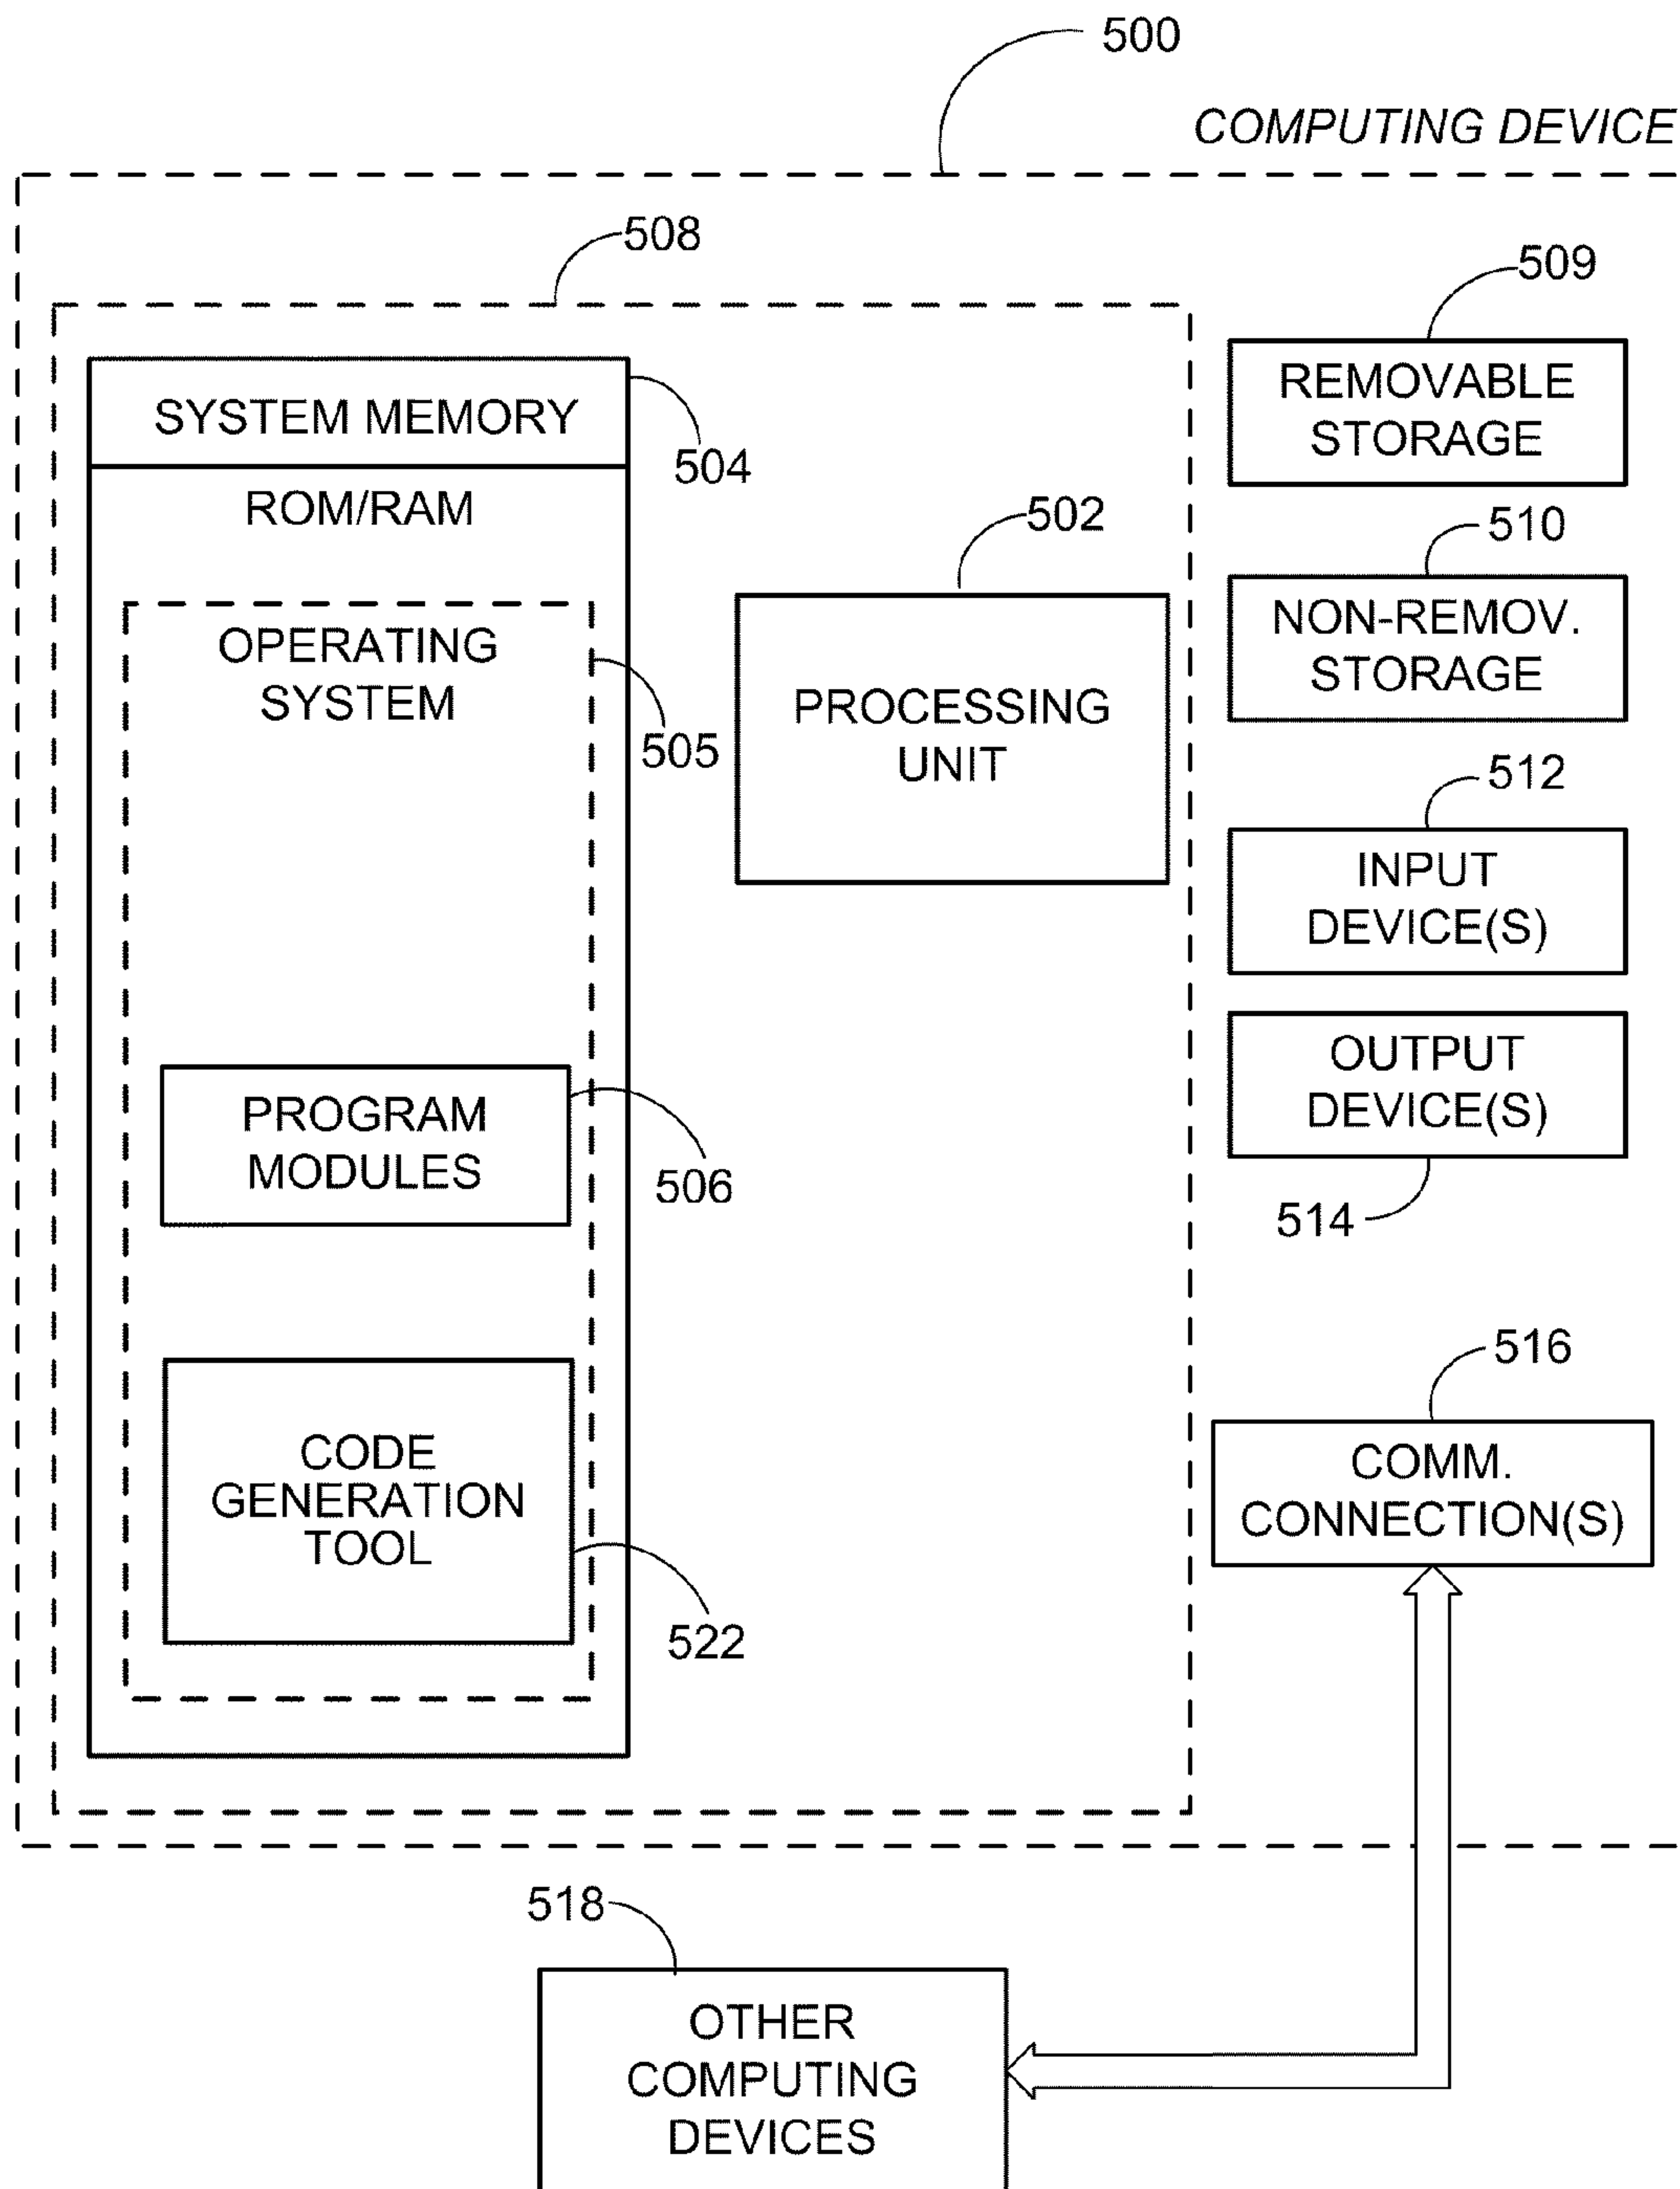 500
COMPUTING DEVICE
508
509
REMOVABLE
STORAGE
SYSTEM MEMORY
504
ROM/RAM
502
510
NON-REMOV.
STORAGE
OPERATING
SYSTEM
505
PROCESSING
UNIT
512
INPUT
DEVICE(S)
OUTPUT
DEVICE(S)
514
PROGRAM
MODULES
506
516
COMM.
CONNECTION(S)
CODE
GENERATION
TOOL
522
518
OTHER
COMPUTING
DEVICES